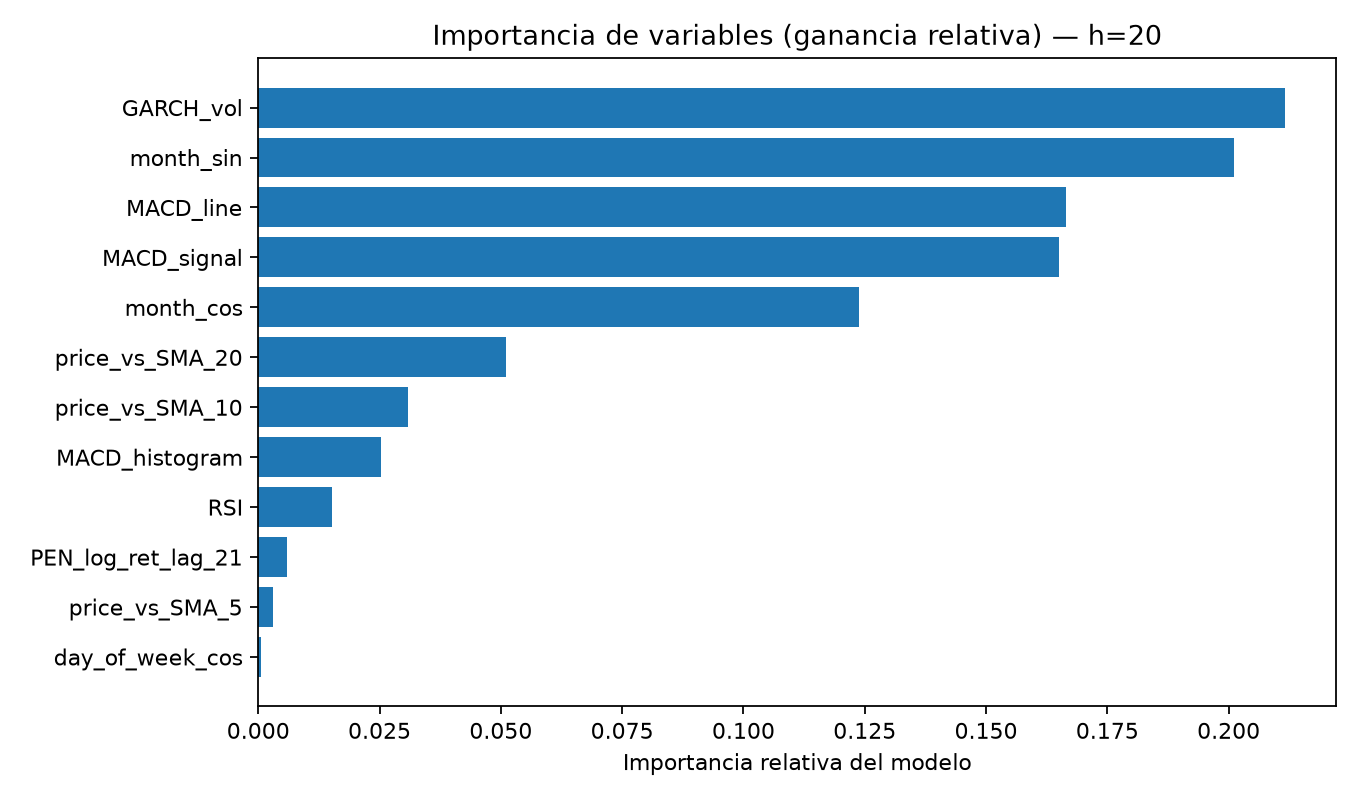 Importancia de variables (ganancia relativa) — h=20
GARCH_vol
month_sin
MACD_line
MACD_signal
month_cos
price_vs_SMA_20
price_vs_SMA_10
MACD_histogram
RSI
PEN_log_ret_lag_21
price_vs_SMA_5
day_of_week_cos
0.000 0.025 0.050 0.075 0.100 0.125 0.150 0.175 0.200
Importancia relativa del modelo